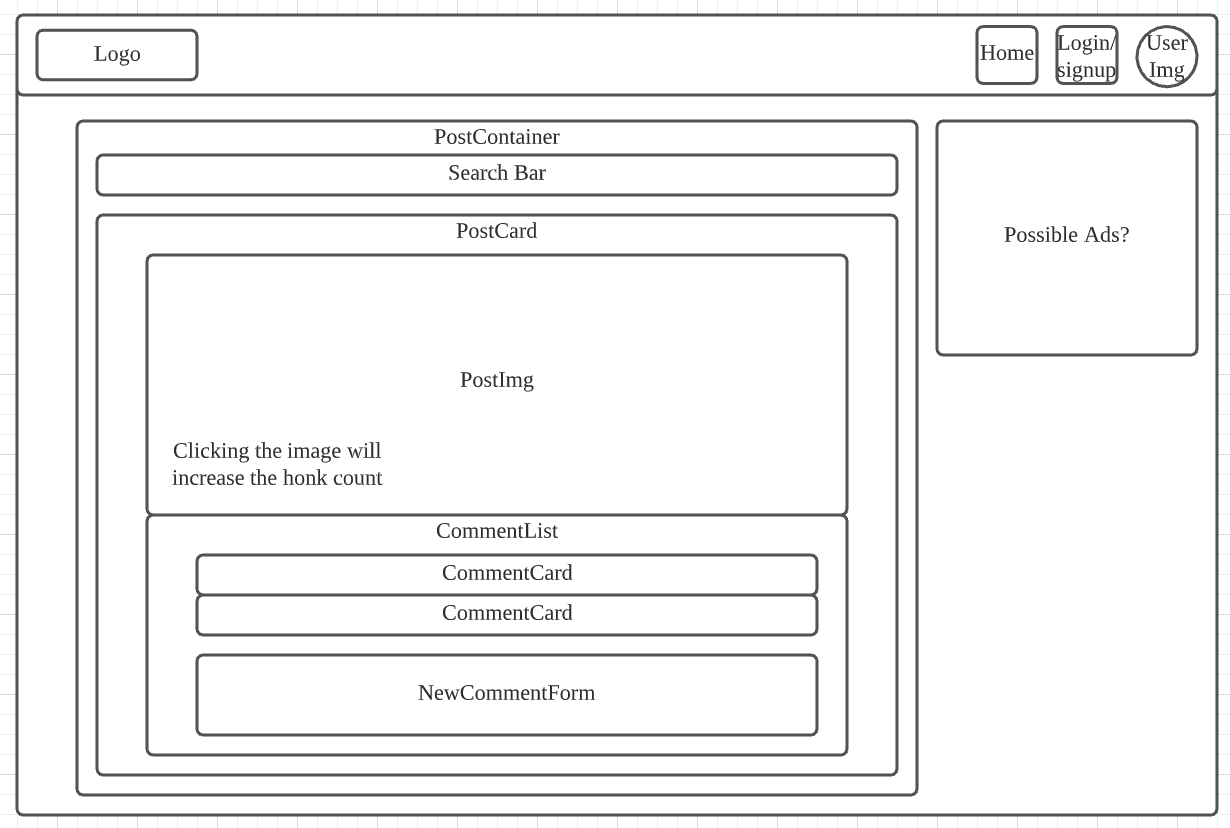 Logo
Home
Login/
signup
User
Img
PostContainer
Search Bar
PostCard
Possible Ads?
PostImg
Clicking the image will
increase the honk count
CommentList
CommentCard
CommentCard
NewCommentForm